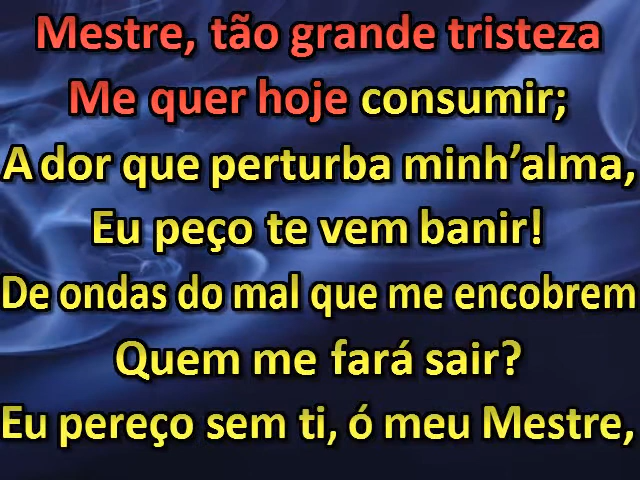 Mestre, tão grande tristeza
Me quer hoje consumir;
A dor que perturba minh’alma,
Eu peço te vem banir!
De ondas do mal que me encobrem
Quem me fará sair?
Eu pereço sem ti, ó meu Mestre,